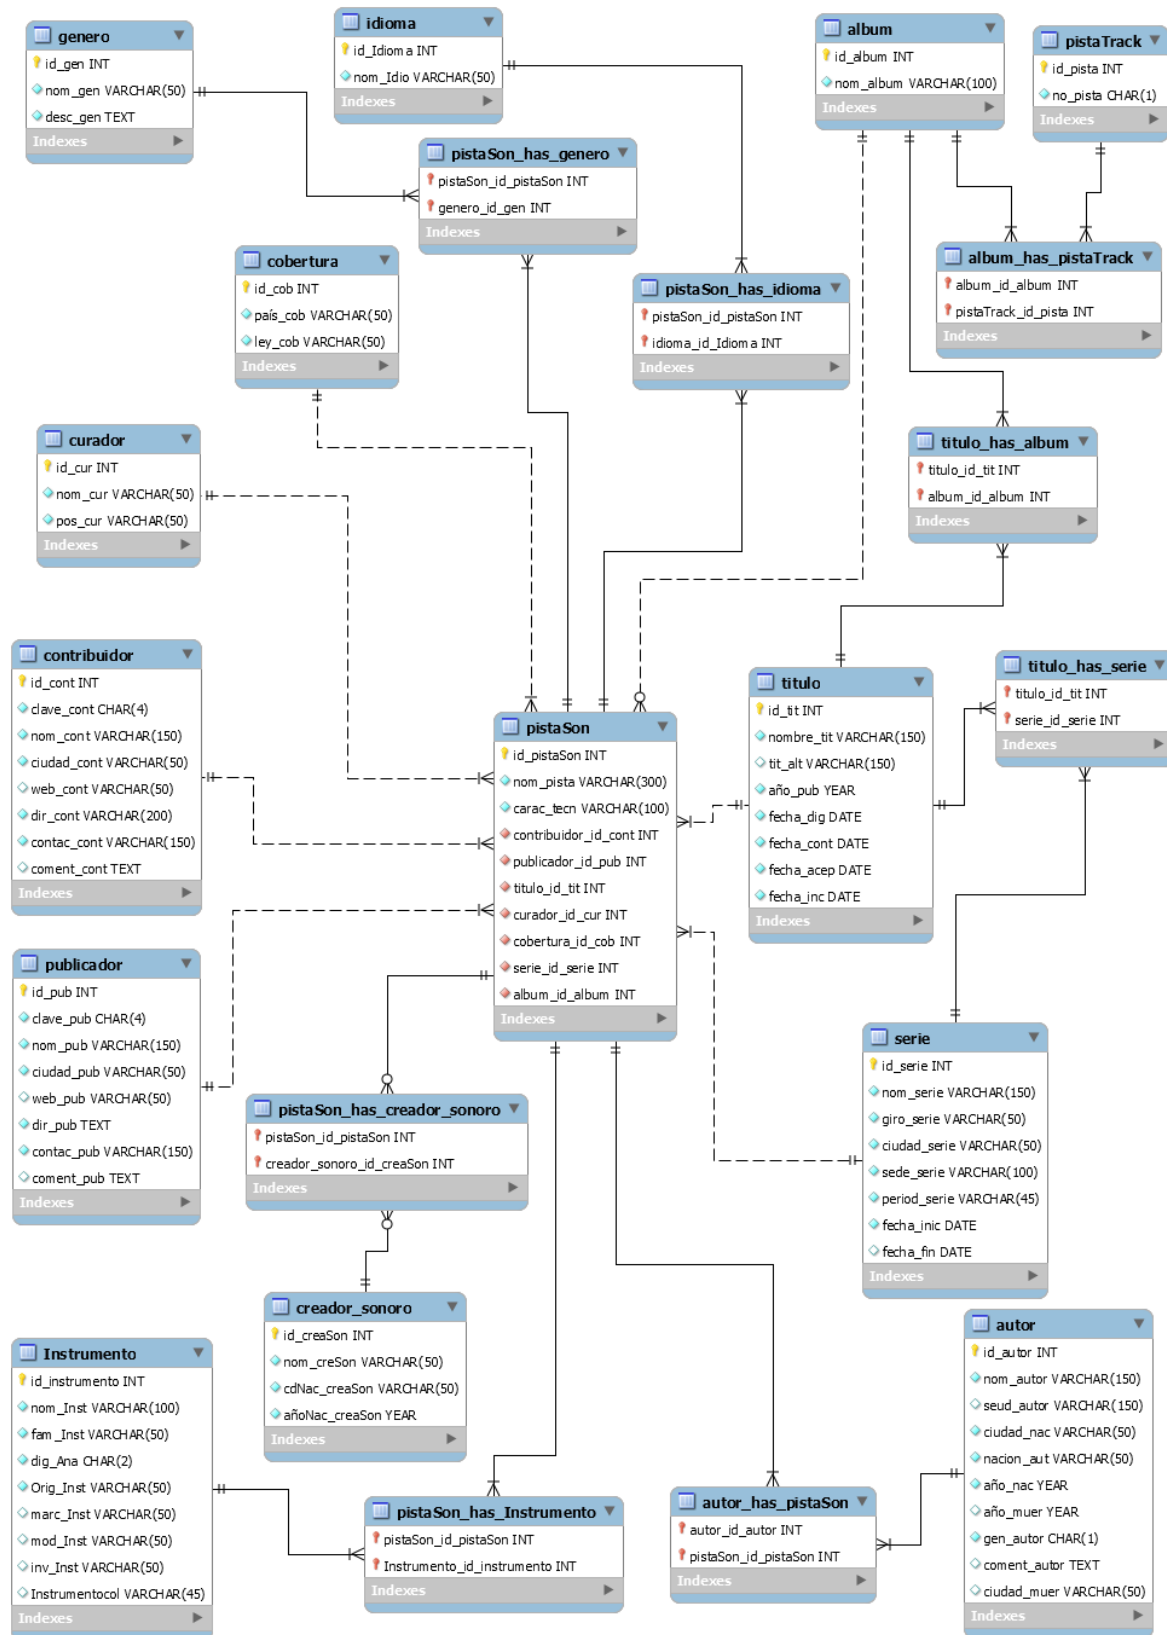 genero
id_gen INT
nom_gen VARCHAR(50)
desc_gen TEXT
Indexes
idioma
id_Idioma INT
nom_Idio VARCHAR(50)
Indexes
album
id_album INT
nom_album VARCHAR(100)
Indexes
pistaTrack
id_pista INT
no_pista CHAR(1)
Indexes
pistaSon_has_genero
pistaSon_id_pistaSon INT
genero_id_gen INT
Indexes
cobertura
id_cob INT
país_cob VARCHAR(50)
ley_cob VARCHAR(50)
Indexes
pistaSon_has_idioma
pistaSon_id_pistaSon INT
idioma_id_Idioma INT
Indexes
album_has_pistaTrack
album_id_album INT
pistaTrack_id_pista INT
Indexes
curador
id_cur INT
nom_cur VARCHAR(50)
pos_cur VARCHAR(50)
Indexes
titulo_has_album
titulo_id_tit INT
album_id_album INT
Indexes
contribuidor
id_cont INT
clave_cont CHAR(4)
nom_cont VARCHAR(150)
ciudad_cont VARCHAR(50)
web_cont VARCHAR(50)
dir_cont VARCHAR(200)
contac_cont VARCHAR(150)
coment_cont TEXT
Indexes
pistaSon
id_pistaSon INT
nom_pista VARCHAR(300)
carac_tecn VARCHAR(100)
contribuidor_id_cont INT
publicador_id_pub INT
titulo_id_tit INT
curador_id_cur INT
cobertura_id_cob INT
serie_id_serie INT
album_id_album INT
Indexes
titulo
id_tit INT
nombre_tit VARCHAR(150)
tit_alt VARCHAR(150)
año_pub YEAR
fecha_dig DATE
fecha_cont DATE
fecha_acep DATE
fecha_inc DATE
Indexes
titulo_has_serie
titulo_id_tit INT
serie_id_serie INT
Indexes
publicador
id_pub INT
clave_pub CHAR(4)
nom_pub VARCHAR(150)
ciudad_pub VARCHAR(50)
web_pub VARCHAR(50)
dir_pub TEXT
contac_pub VARCHAR(150)
coment_pub TEXT
Indexes
serie
id_serie INT
nom_serie VARCHAR(150)
giro_serie VARCHAR(50)
ciudad_serie VARCHAR(50)
sede_serie VARCHAR(100)
period_serie VARCHAR(45)
fecha_inic DATE
fecha_fin DATE
Indexes
pistaSon_has_creador_sonoro
pistaSon_id_pistaSon INT
creador_sonoro_id_creaSon INT
Indexes
creador_sonoro
id_creaSon INT
nom_creSon VARCHAR(50)
cdNac_creaSon VARCHAR(50)
añoNac_creaSon YEAR
Indexes
Instrumento
id_instrumento INT
nom_Inst VARCHAR(100)
fam_Inst VARCHAR(50)
dig_Ana CHAR(2)
Orig_Inst VARCHAR(50)
marc_Inst VARCHAR(50)
mod_Inst VARCHAR(50)
inv_Inst VARCHAR(50)
Instrumentocol VARCHAR(45)
Indexes
pistaSon_has_Instrumento
pistaSon_id_pistaSon INT
Instrumento_id_instrumento INT
Indexes
autor_has_pistaSon
autor_id_autor INT
pistaSon_id_pistaSon INT
Indexes
autor
id_autor INT
nom_autor VARCHAR(150)
seud_autor VARCHAR(150)
ciudad_nac VARCHAR(50)
nacion_aut VARCHAR(50)
año_nac YEAR
año_muer YEAR
gen_autor CHAR(1)
coment_autor TEXT
ciudad_muer VARCHAR(50)
Indexes